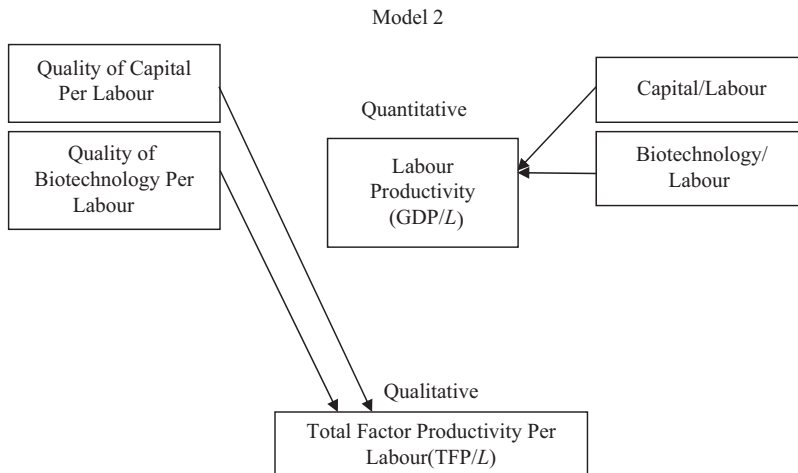 Model 2
Quality of Capital
Per Labour
Quality of
Biotechnology Per
Labour
Quantitative
Labour
Productivity
(GDP/L)
Capital/Labour
Biotechnology/
Labour
Qualitative
Total Factor Productivity Per
Labour(TFP/L)